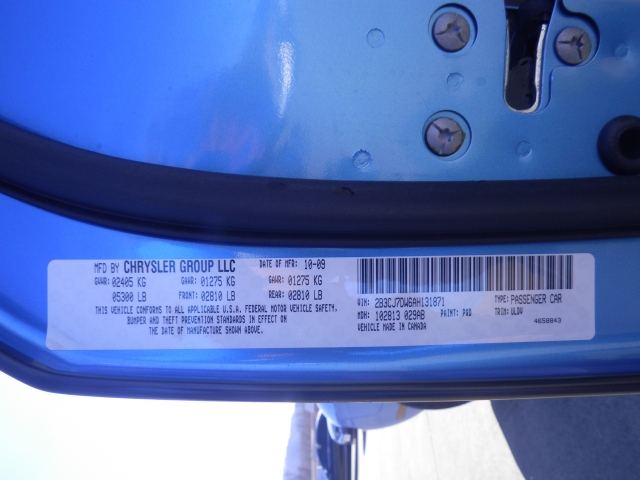 MFD BY CHRYSLER GROUP LLC DATE OF MFR: 10-09
GVWR: 02405 KG GAWR: 01275 KG GAWR: 01275 KG
05300 LB FRONT: 02810 LB REAR: 02810 LB
THIS VEHICLE CONFORMS TO ALL APPLICABLE U.S.A. FEDERAL MOTOR VEHICLE SAFETY,
BUMPER AND THEFT PREVENTION STANDARDS IN EFFECT ON
THE DATE OF MANUFACTURE SHOWN ABOVE.
VIN: 2B3CJ7DW6AH131871 TYPE: PASSENGER CAR
MDH: 102813 029AB PAINT: PQD TRIM: VLDV
VEHICLE MADE IN CANADA 4658843